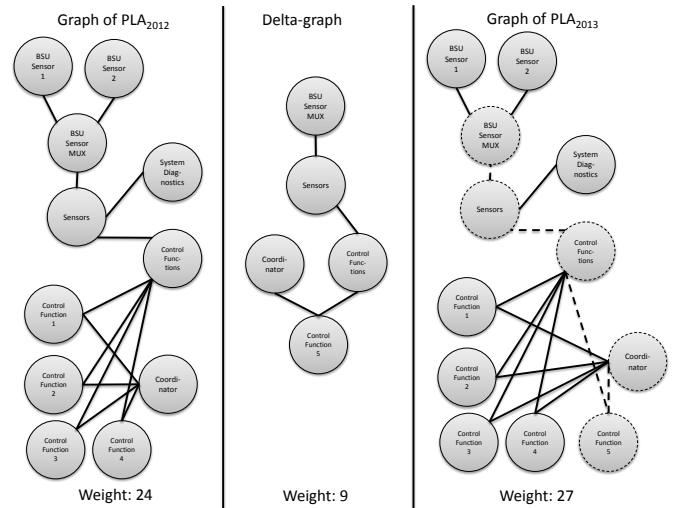 Graph of PLA2012
BSU
Sensor
1
BSU
Sensor
2
BSU
Sensor
MUX
System
Diag-
nostics
Sensors
Control
Func-
tions
Control
Function
1
Control
Function
2
Coordi-
nator
Control
Function
3
Control
Function
4
Weight: 24
Delta-graph
BSU
Sensor
MUX
Sensors
Coordi-
nator
Control
Func-
tions
Control
Function
5
Weight: 9
Graph of PLA2013
BSU
Sensor
1
BSU
Sensor
2
BSU
Sensor
MUX
System
Diag-
nostics
Sensors
Control
Func-
tions
Control
Function
1
Coordi-
nator
Control
Function
2
Control
Function
3
Control
Function
4
Control
Function
5
Weight: 27